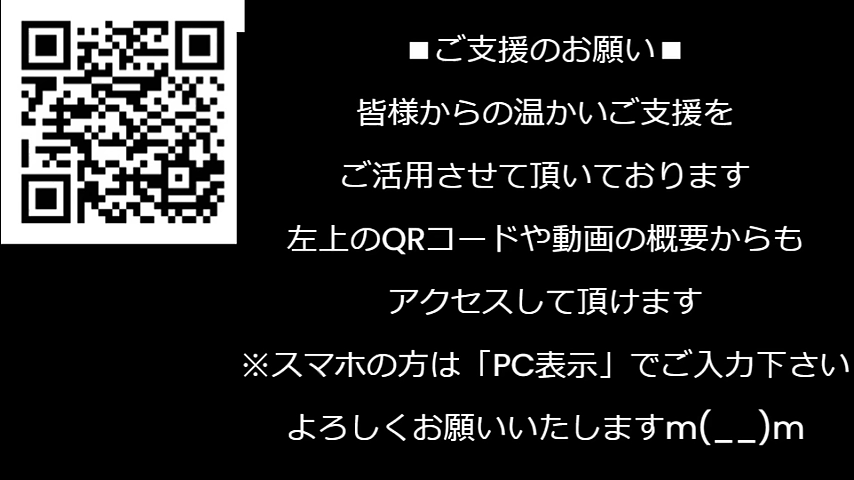 ■ご支援のお願い■
皆様からの温かいご支援を
ご活用させて頂いております
左上のQRコードや動画の概要からも
アクセスして頂けます
※スマホの方は「PC表示」でご入力下さい
よろしくお願いいたしますm(__)m